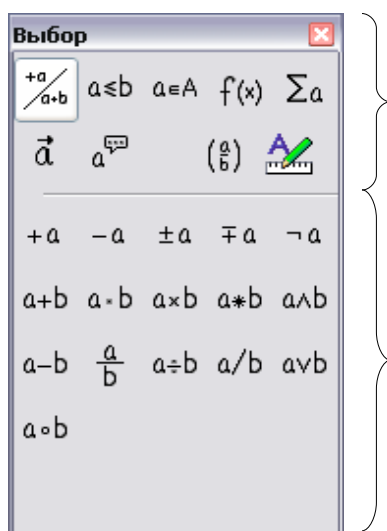 Выбор
+a/a+b a≤b a∈A f(x) Σa
a⃗ a (a/b) A
+a −a ±a ∓a ¬a
a+b a·b a×b a∗b a∧b
a−b a/b a÷b a/b a∨b
a∘b